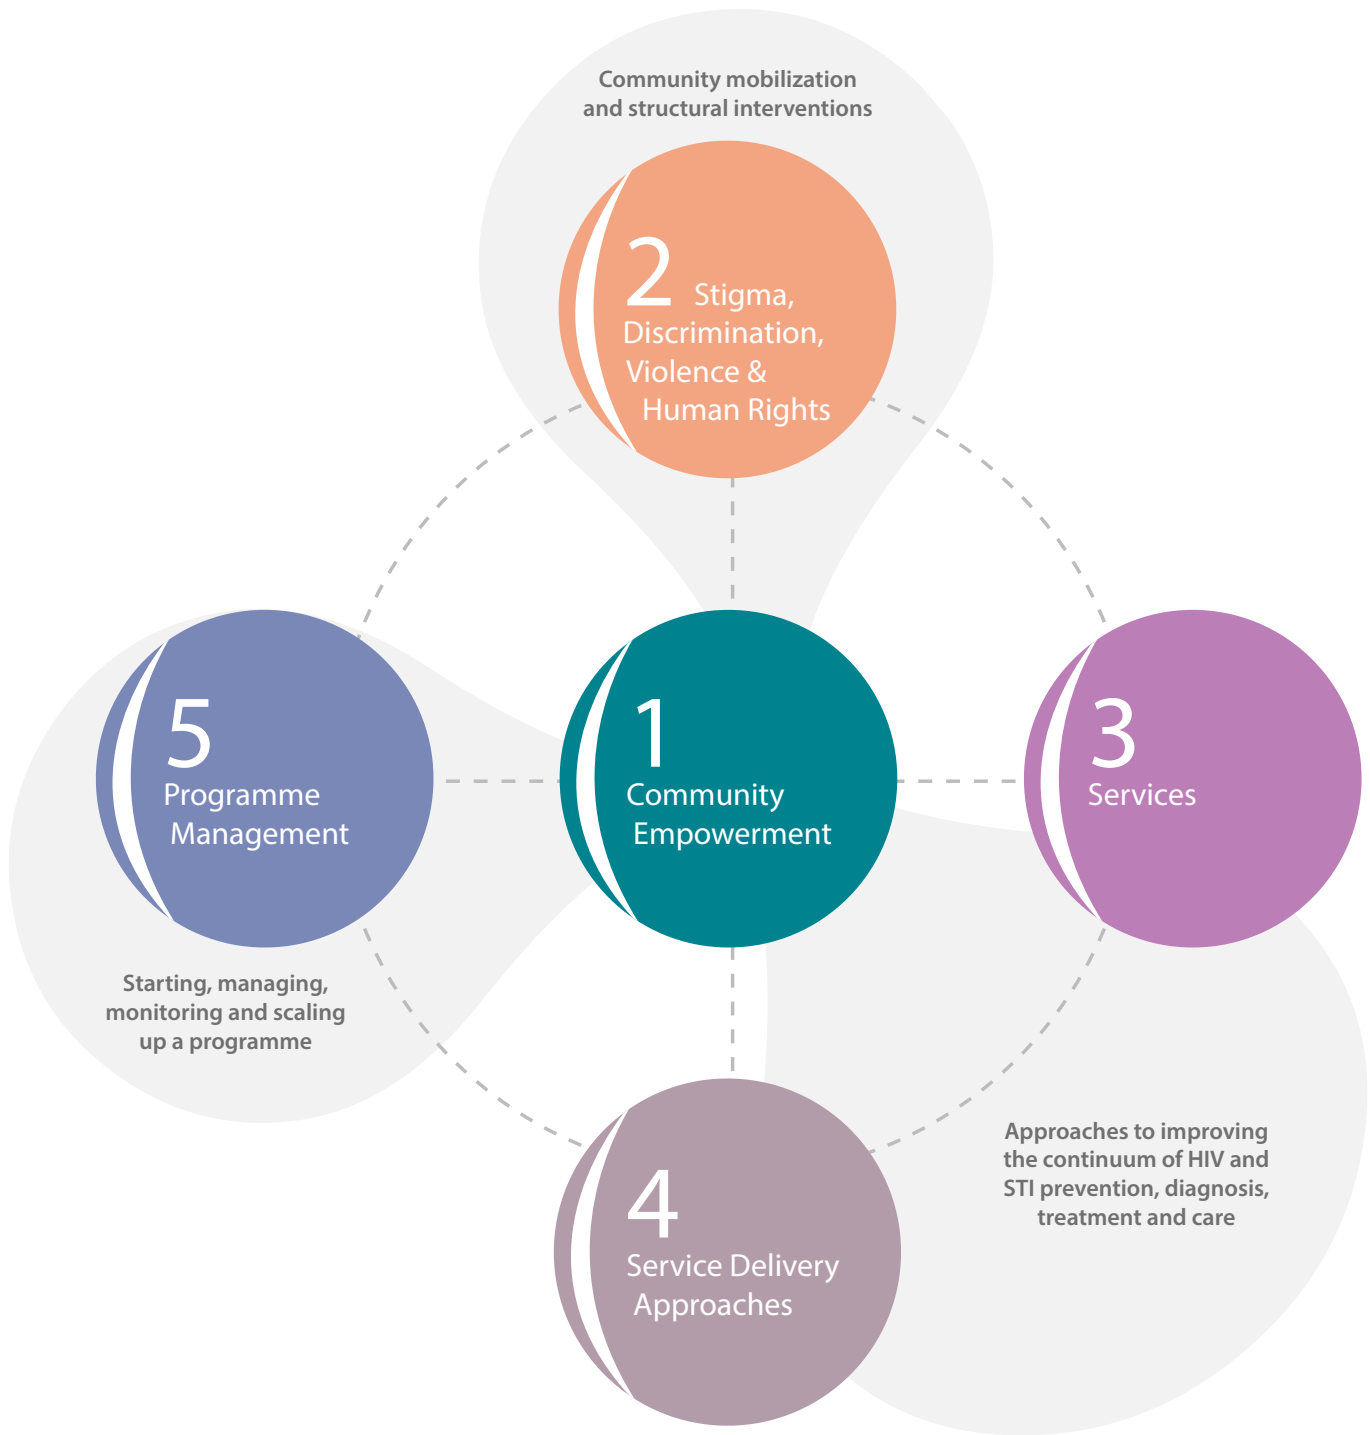 Community mobilization
and structural interventions
2 Stigma,
Discrimination,
Violence &
Human Rights
5
Programme
Management
1
Community
Empowerment
3
Services
Starting, managing,
monitoring and scaling
up a programme
Approaches to improving
the continuum of HIV and
STI prevention, diagnosis,
treatment and care
4
Service Delivery
Approaches